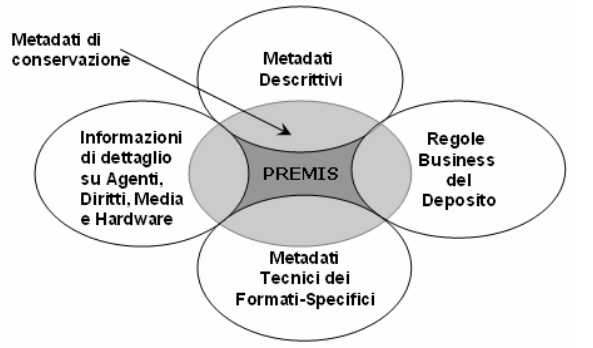 Metadati di
conservazione
Metadati
Descrittivi
Informazioni
di dettaglio
su Agenti,
Diritti, Media
e Hardware
PREMIS
Regole
Business
del
Deposito
Metadati
Tecnici dei
Formati-Specifici